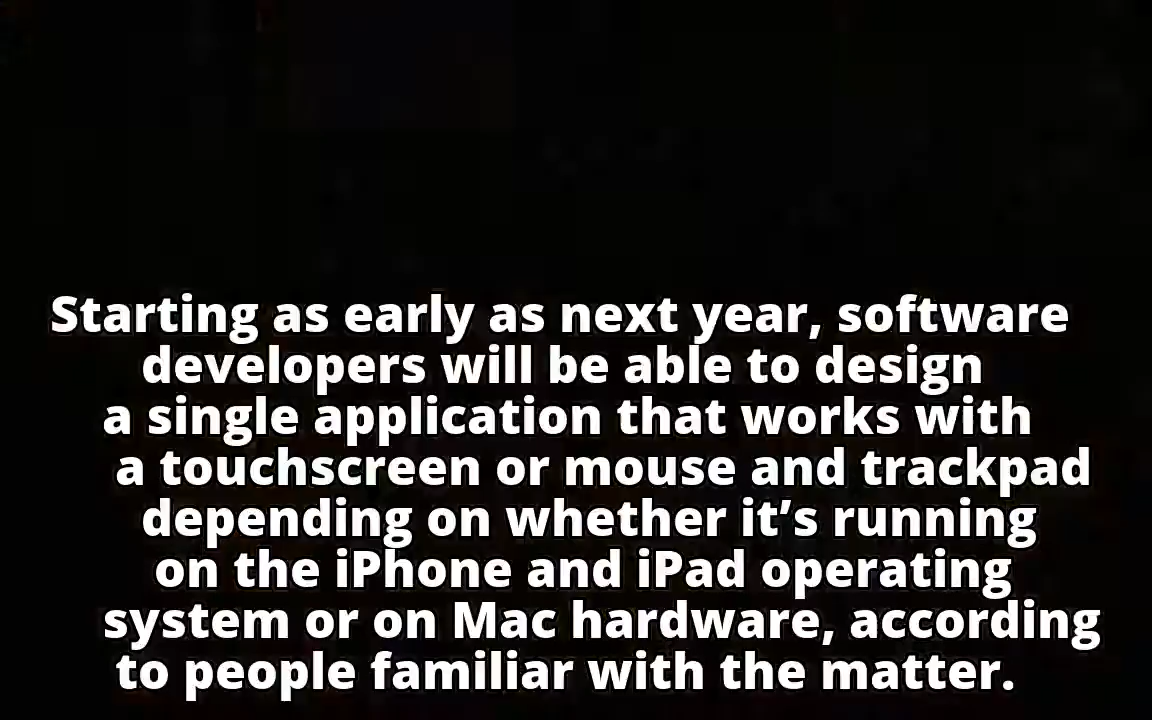 Starting as early as next year, software
developers will be able to design
a single application that works with
a touchscreen or mouse and trackpad
depending on whether it’s running
on the iPhone and iPad operating
system or on Mac hardware, according
to people familiar with the matter.